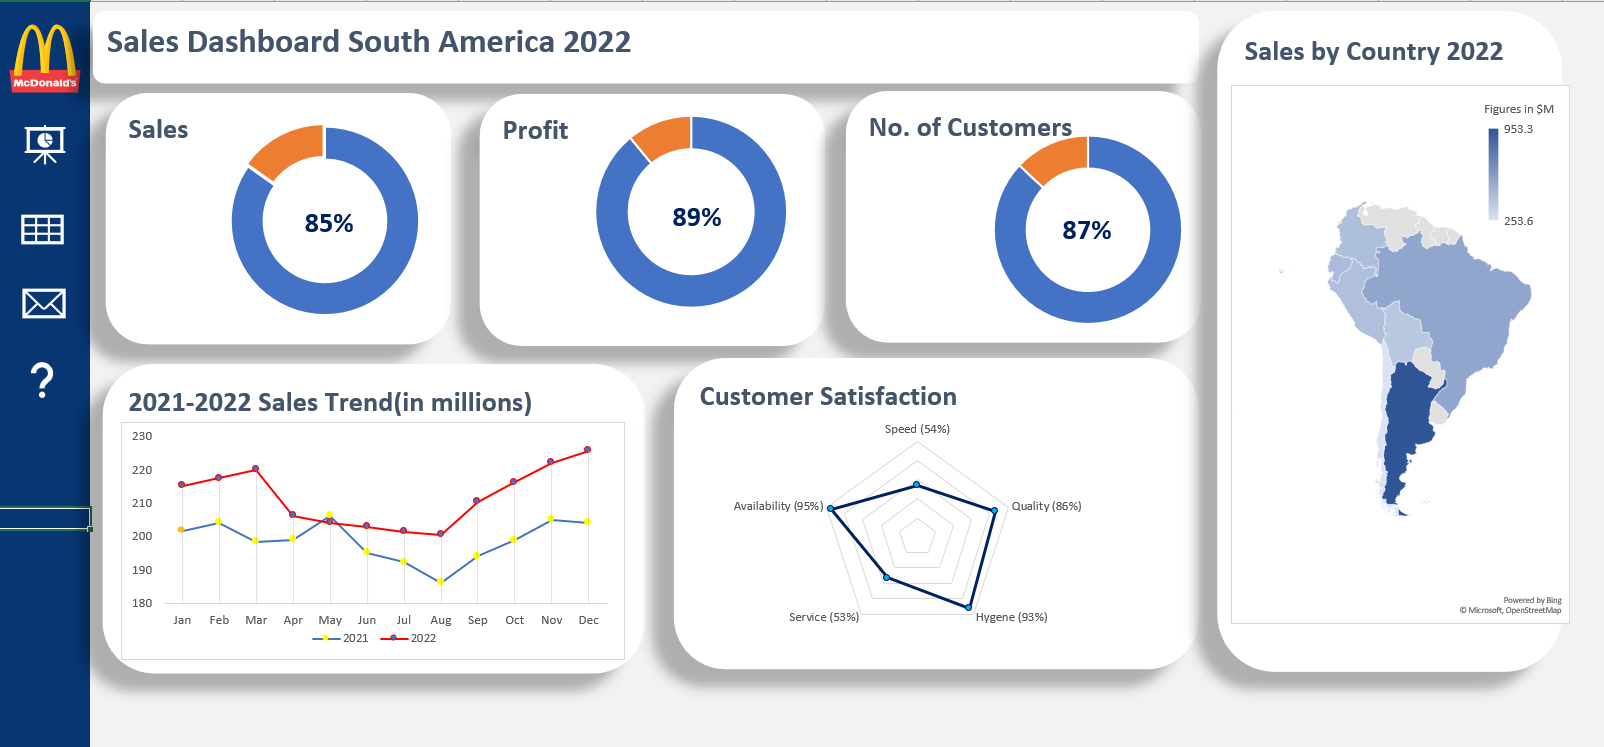 McDonald's
Sales Dashboard South America 2022
Sales
85%
Profit
89%
No. of Customers
87%
2021-2022 Sales Trend(in millions)
230
220
210
200
190
180
Jan Feb Mar Apr May Jun Jul Aug Sep Oct Nov Dec
2021 2022
Customer Satisfaction
Speed (54%)
Availability (95%)
Quality (86%)
Service (53%)
Hygene (93%)
Sales by Country 2022
Figures in $M
953.3
253.6
Powered by Bing
© Microsoft, OpenStreetMap
?